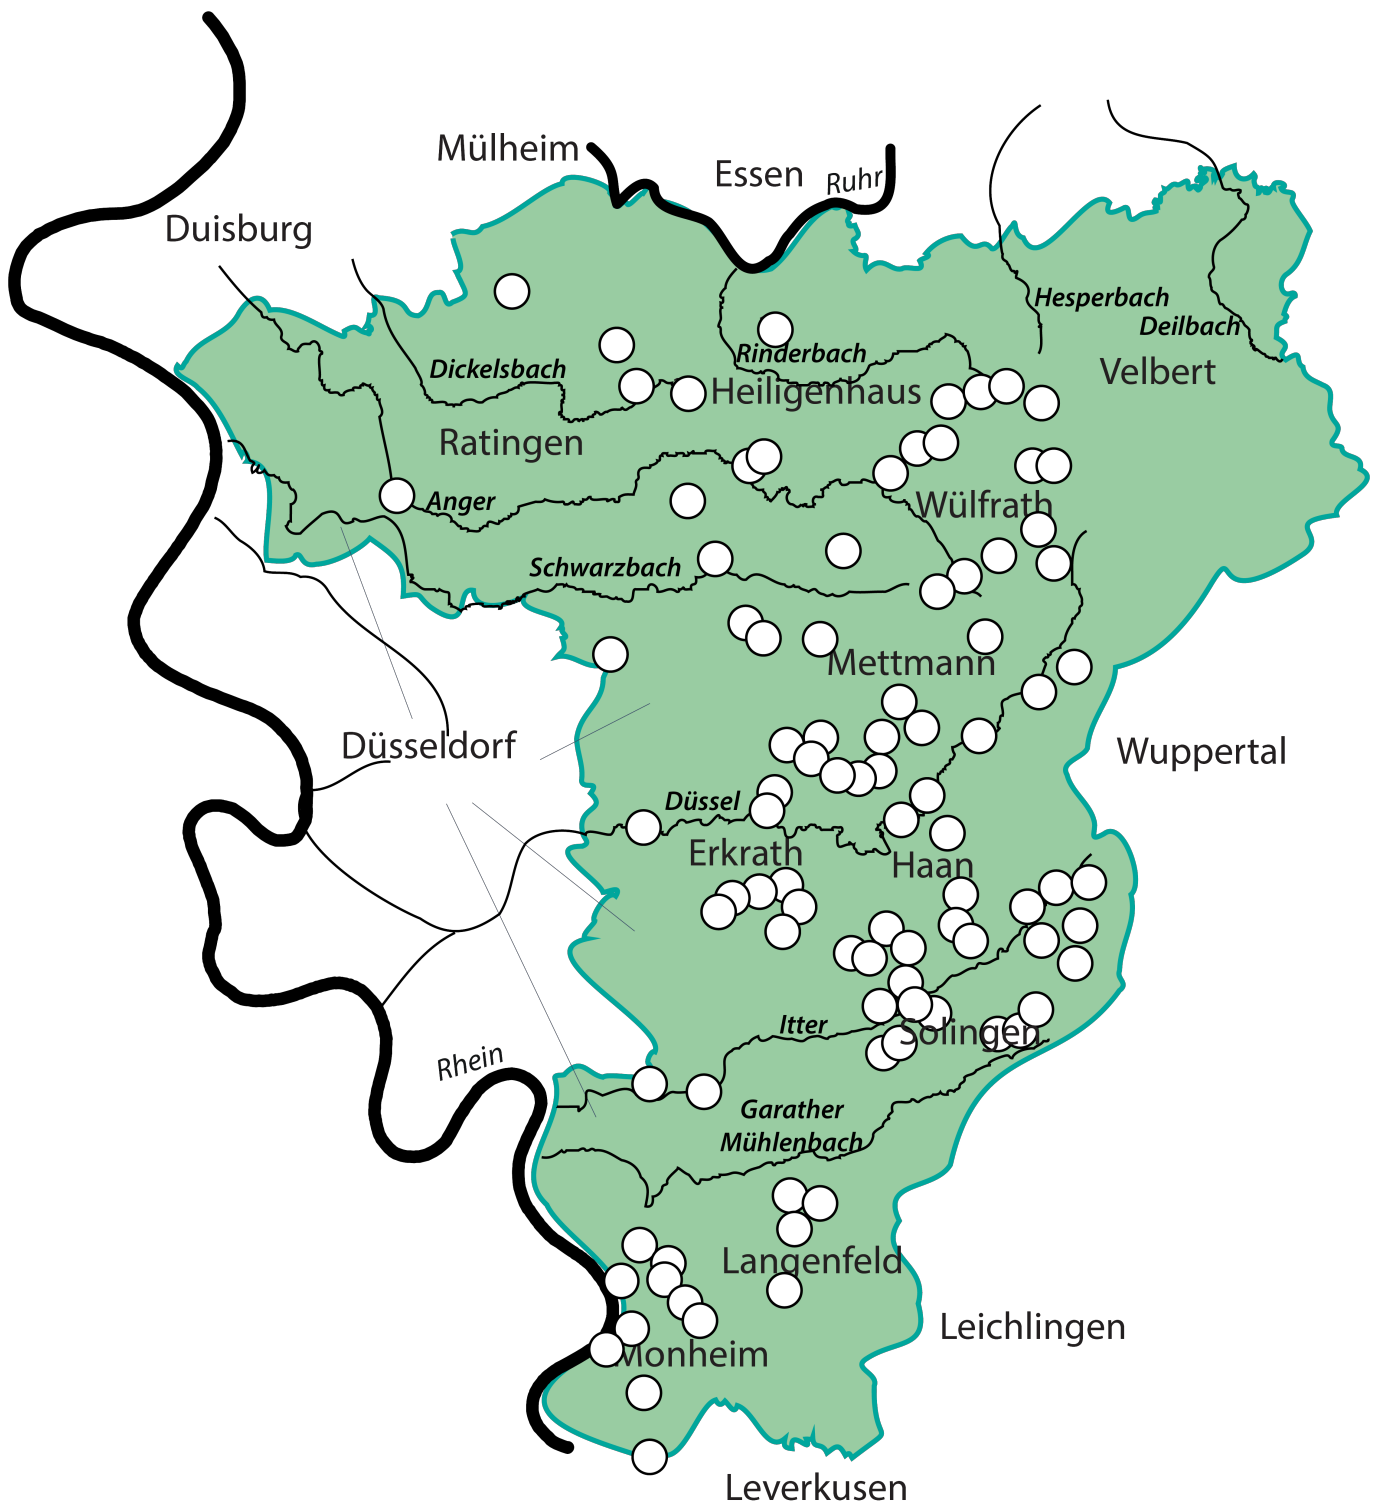 Mülheim
Essen
Ruhr
Duisburg
Hesperbach
Deilbach
Rinderbach
Dickelsbach
Velbert
Heiligenhaus
Ratingen
Anger
Wülfrath
Schwarzbach
Mettmann
Düsseldorf
Wuppertal
Düssel
Erkrath
Haan
Itter
Solingen
Rhein
Garather
Mühlenbach
Langenfeld
Leichlingen
Monheim
Leverkusen